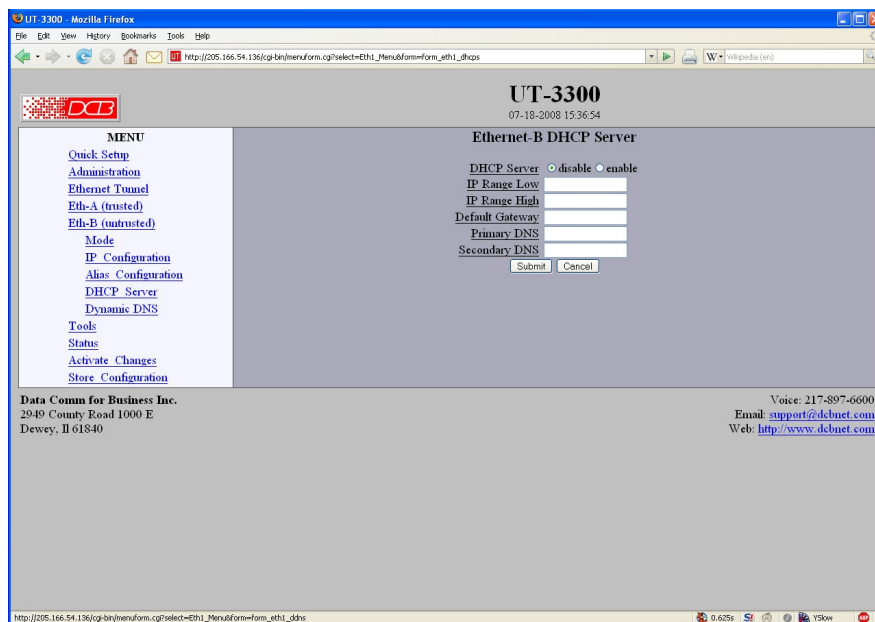 UT-3300 - Mozilla Firefox
File Edit View History Bookmarks Tools Help
UT http://205.166.54.136/cgi-bin/menuform.cgi?select=Eth1_Menu&form=form_eth1_dhcps
W Wikipedia (en)
DCB
UT-3300
07-18-2008 15:36:54
MENU
Quick Setup
Administration
Ethernet Tunnel
Eth-A (trusted)
Eth-B (untrusted)
Mode
IP Configuration
Alias Configuration
DHCP Server
Dynamic DNS
Tools
Status
Activate Changes
Store Configuration
Ethernet-B DHCP Server
DHCP Server disable enable
IP Range Low
IP Range High
Default Gateway
Primary DNS
Secondary DNS
Submit Cancel
Data Comm for Business Inc.
2949 County Road 1000 E
Dewey, Il 61840
Voice: 217-897-6600
Email: support@dcbnet.com
Web: http://www.dcbnet.com
http://205.166.54.136/cgi-bin/menuform.cgi?select=Eth1_Menu&form=form_eth1_ddns
0.625s S! YSlow ABP